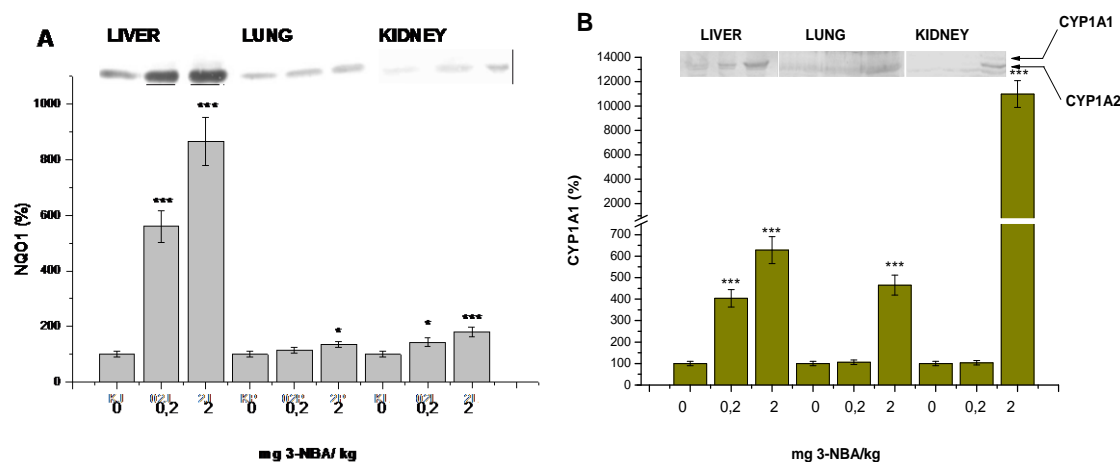 A
LIVER LUNG KIDNEY
***
***
*
*
***
1000
800
600
400
200
0
NQO1 (%)
0 0,2 2 0 0,2 2 0 0,2 2
mg 3-NBA/ kg
B
LIVER LUNG KIDNEY
CYP1A1
CYP1A2
***
***
***
***
14000
12000
10000
8000
6000
4000
2000
700
600
500
400
300
200
100
0
CYP1A1 (%)
0 0,2 2 0 0,2 2 0 0,2 2
mg 3-NBA/kg